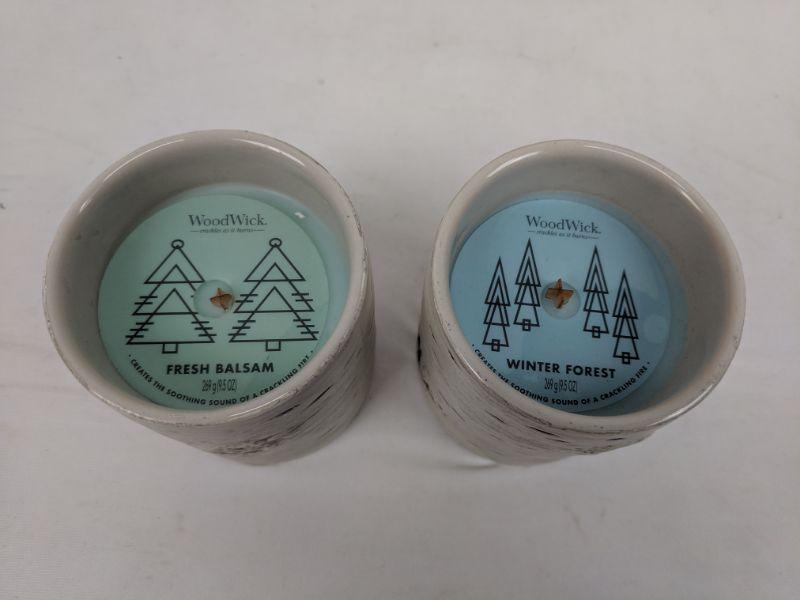 WoodWick.
crackles as it burns
FRESH BALSAM
269 g (9.5 OZ)
• CREATES THE SOOTHING SOUND OF A CRACKLING FIRE
WoodWick.
crackles as it burns
WINTER FOREST
269 g (9.5 OZ)
• CREATES THE SOOTHING SOUND OF A CRACKLING FIRE •